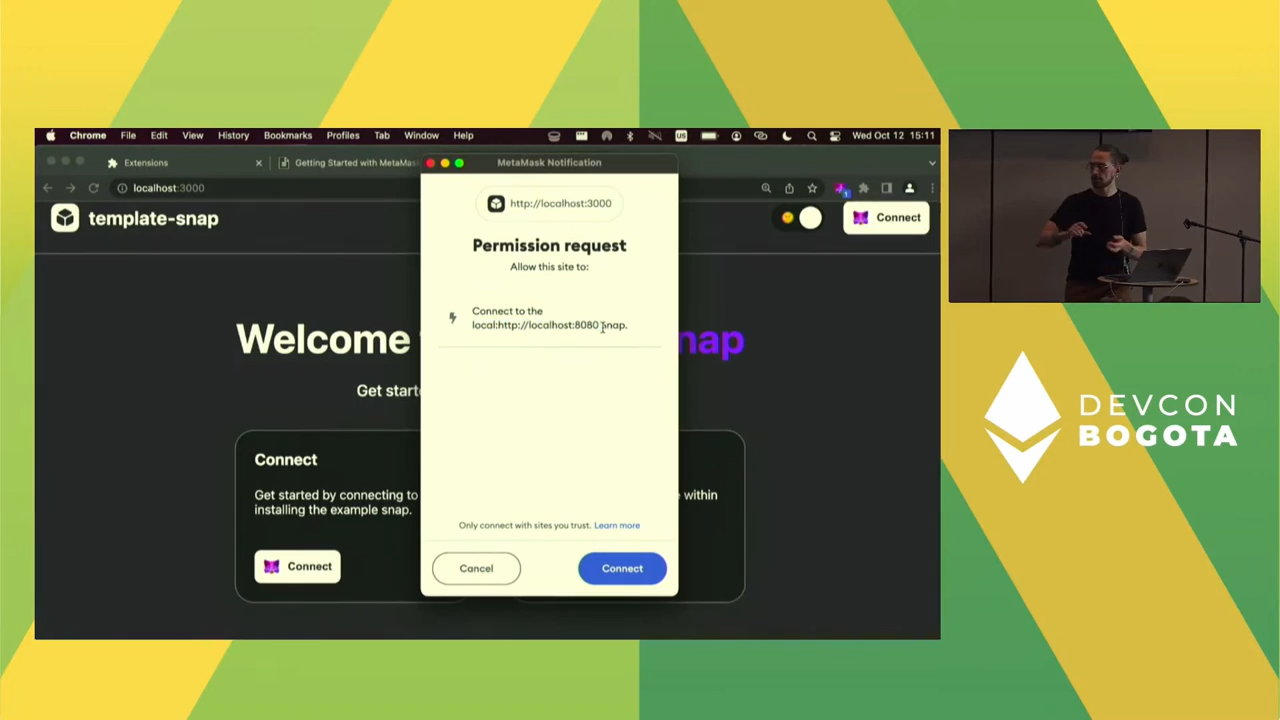 Chrome File Edit View History Bookmarks Profiles Tab Window Help US Wed Oct 12 15:11
Extensions
Getting Started with MetaMas
MetaMask Notification
localhost:3000
1
template-snap
Connect
http://localhost:3000
Permission request
Allow this site to:
Connect to the
local:http://localhost:8080 snap.
Only connect with sites you trust. Learn more
Cancel
Connect
Welcome
nap
Get start
Connect
Get started by connecting to
installing the example snap.
Connect
within
DEVCON
BOGOTA